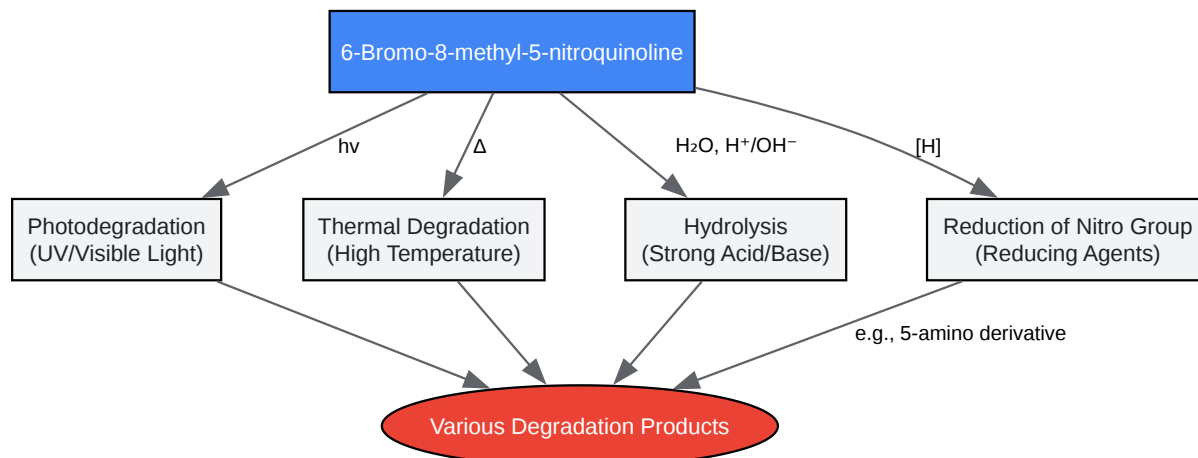 6-Bromo-8-methyl-5-nitroquinoline
hv
Δ
H₂O, H⁺/OH⁻
[H]
Photodegradation
(UV/Visible Light)
Thermal Degradation
(High Temperature)
Hydrolysis
(Strong Acid/Base)
Reduction of Nitro Group
(Reducing Agents)
e.g., 5-amino derivative
Various Degradation Products